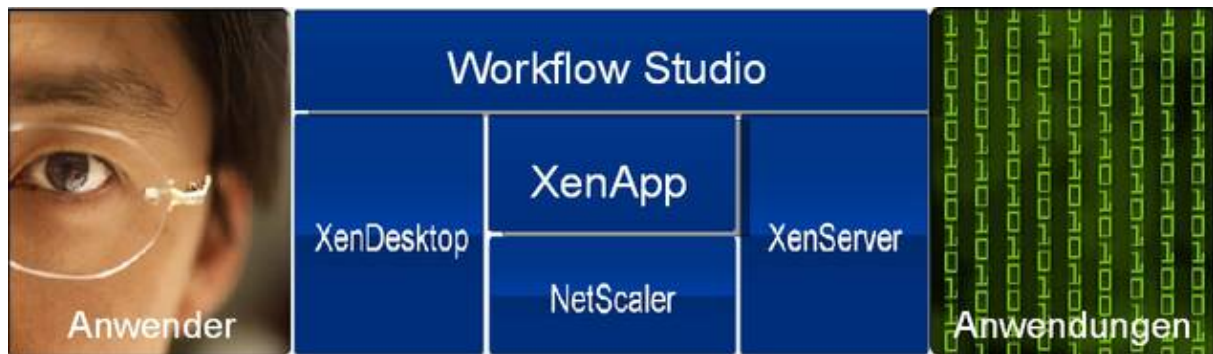 Workflow Studio
XenApp
XenDesktop
XenServer
NetScaler
Anwender
Anwendungen